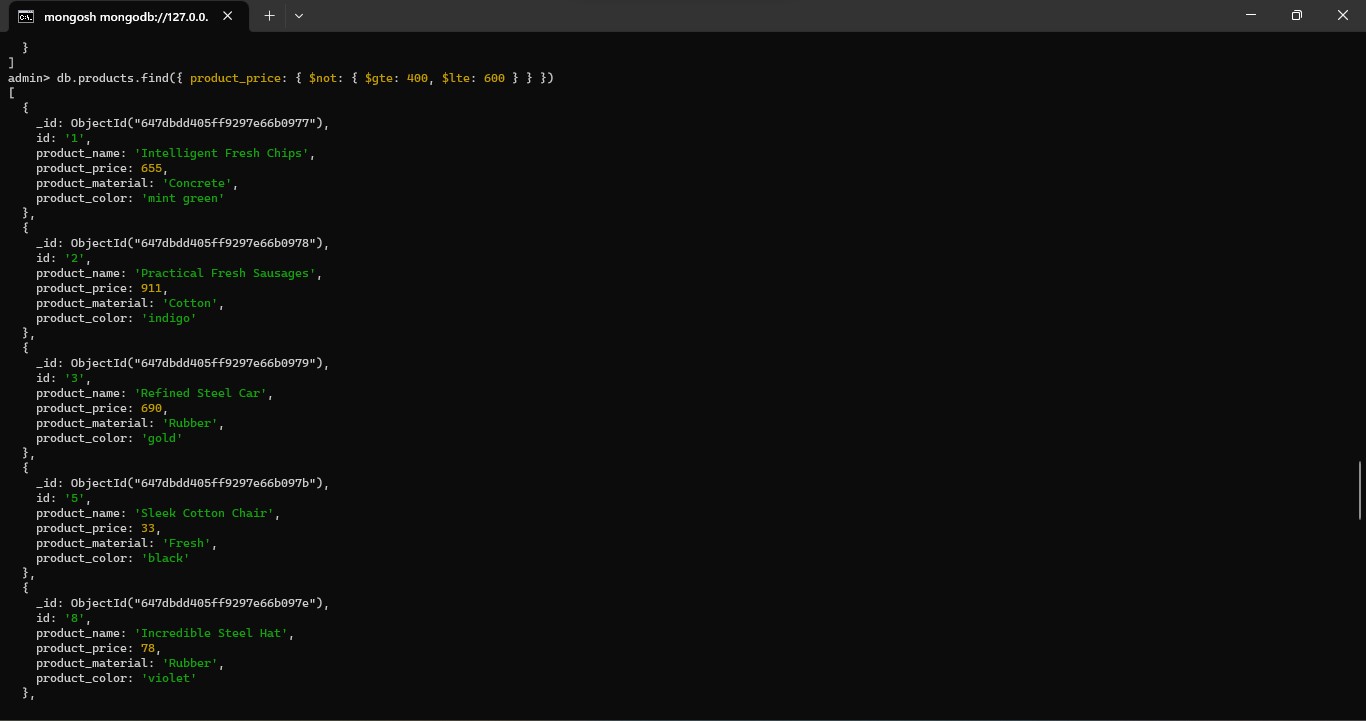 mongosh mongodb://127.0.0.
}
]
admin> db.products.find({ product_price: { $not: { $gte: 400, $lte: 600 } } })
[
{
_id: ObjectId("647dbdd405ff9297e66b0977"),
id: '1',
product_name: 'Intelligent Fresh Chips',
product_price: 655,
product_material: 'Concrete',
product_color: 'mint green'
},
{
_id: ObjectId("647dbdd405ff9297e66b0978"),
id: '2',
product_name: 'Practical Fresh Sausages',
product_price: 911,
product_material: 'Cotton',
product_color: 'indigo'
},
{
_id: ObjectId("647dbdd405ff9297e66b0979"),
id: '3',
product_name: 'Refined Steel Car',
product_price: 690,
product_material: 'Rubber',
product_color: 'gold'
},
{
_id: ObjectId("647dbdd405ff9297e66b097b"),
id: '5',
product_name: 'Sleek Cotton Chair',
product_price: 33,
product_material: 'Fresh',
product_color: 'black'
},
{
_id: ObjectId("647dbdd405ff9297e66b097e"),
id: '8',
product_name: 'Incredible Steel Hat',
product_price: 78,
product_material: 'Rubber',
product_color: 'violet'
},